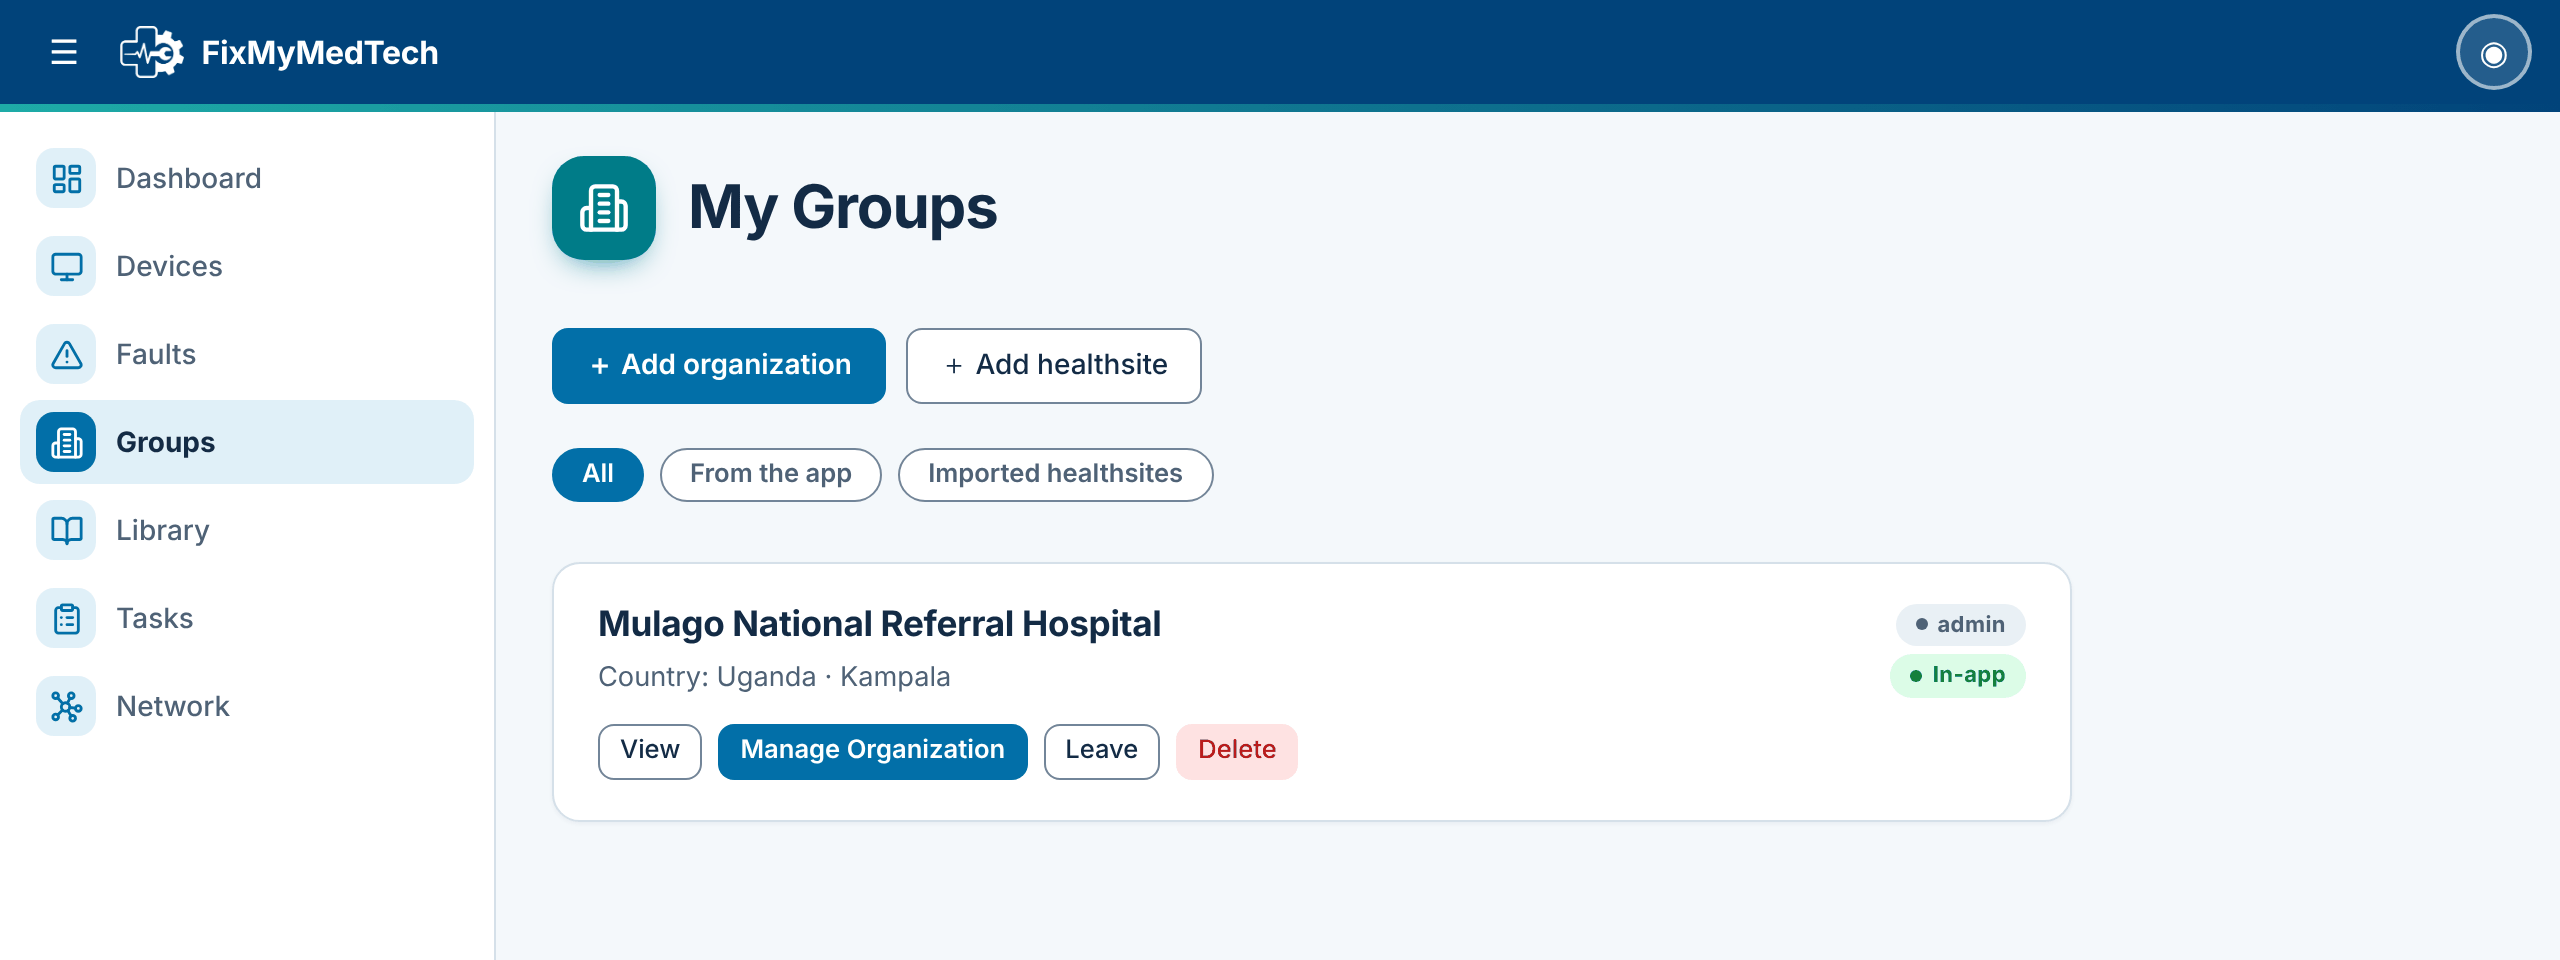 FixMyMedTech
Dashboard
Devices
Faults
Groups
Library
Tasks
Network
My Groups
+ Add organization
+ Add healthsite
All
From the app
Imported healthsites
Mulago National Referral Hospital
admin
Country: Uganda · Kampala
In-app
View
Manage Organization
Leave
Delete